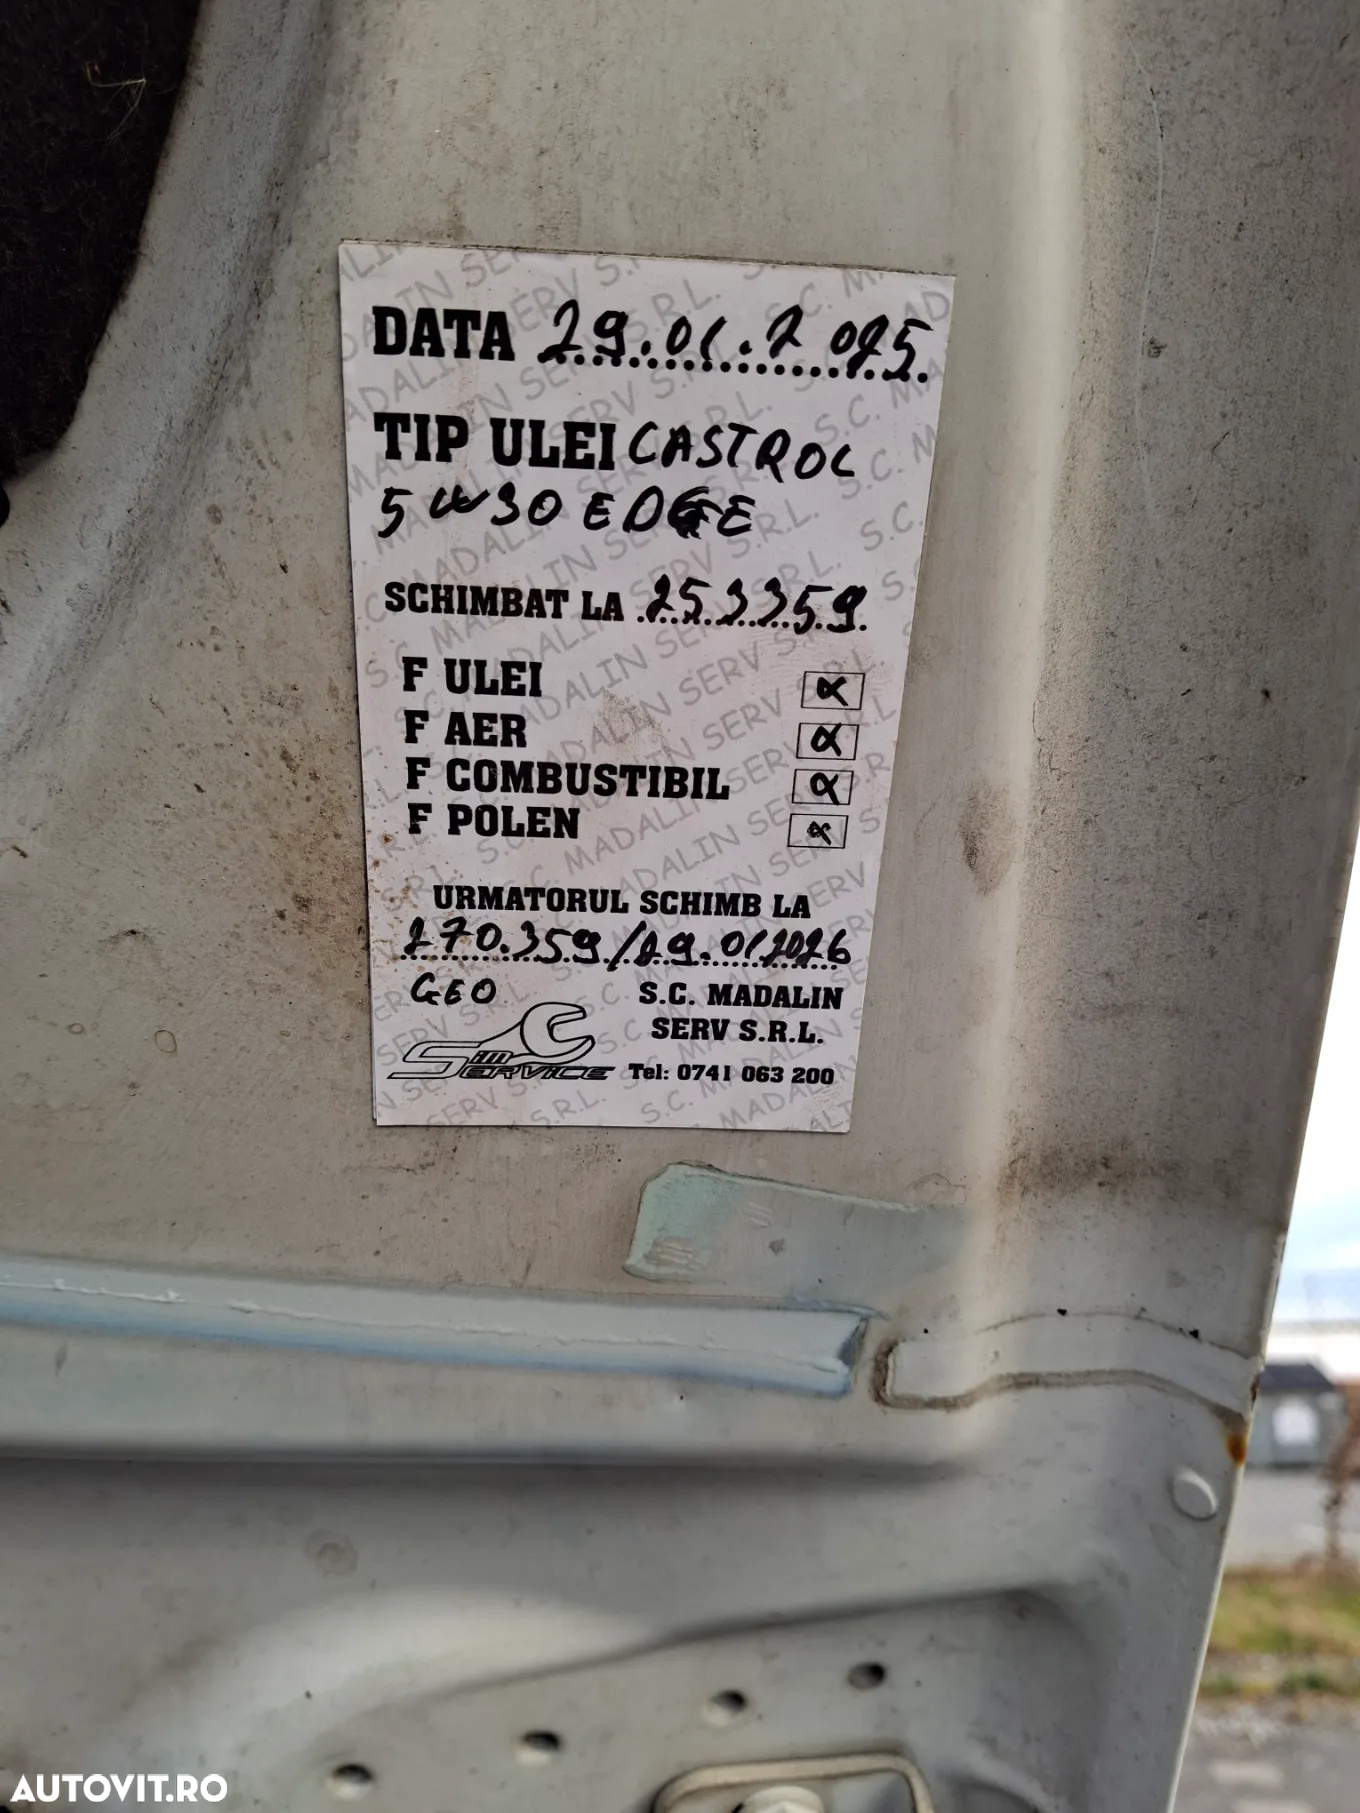 DATA 29.01.2025
TIP ULEI CASTROL
5W30 EDGE
SCHIMBAT LA 253359
F ULEI
F AER
F COMBUSTIBIL
F POLEN
URMATORUL SCHIMB LA
270.359/29.01.2026
GEO
S.C. MADALIN
SERV S.R.L.
Sim Service
Tel: 0741 063 200
AUTOVIT.RO